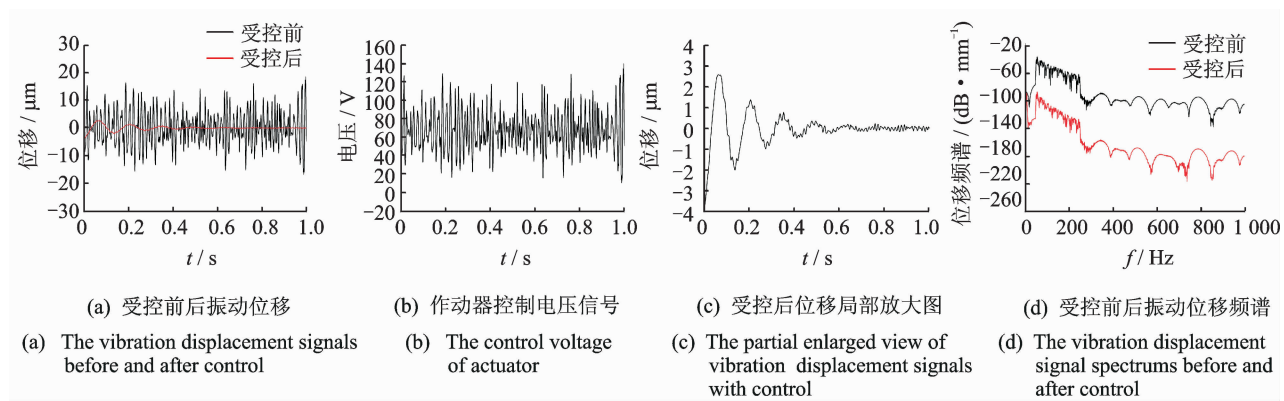 30
20
10
0
−10
−20
−30
0
0.2
0.4
0.6
0.8
1.0
位移 / μm
t / s
受控前
受控后
160
140
120
100
80
60
40
20
0
−20
0
0.2
0.4
0.6
0.8
1.0
电压 / V
t / s
4
3
2
1
0
−1
−2
−3
−4
0
0.2
0.4
0.6
0.8
1.0
位移 / μm
t / s
−20
−60
−100
−140
−180
−220
−260
0
200
400
600
800
1 000
位移频谱 / (dB • mm⁻¹)
f / Hz
受控前
受控后
(a) 受控前后振动位移
(b) 作动器控制电压信号
(c) 受控后位移局部放大图
(d) 受控前后振动位移频谱
(a) The vibration displacement signals
before and after control
(b) The control voltage
of actuator
(c) The partial enlarged view of
vibration displacement signals
with control
(d) The vibration displacement
signal spectrums before and
after control